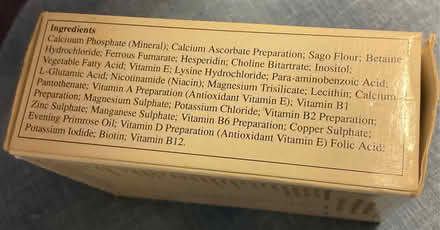 Ingredients
Calcium Phosphate (Mineral); Calcium Ascorbate Preparation; Sago Flour; Betaine
Hydrochloride; Ferrous Fumarate; Hesperidin; Choline Bitartrate; Inositol;
Vegetable Fatty Acid; Vitamin E; Lysine Hydrochloride; Para-aminobenzoic Acid;
L-Glutamic Acid; Nicotinamide (Niacin); Magnesium Trisilicate; Lecithin; Calcium
Pantothenate; Vitamin A Preparation (Antioxidant Vitamin E); Vitamin B1
Preparation; Magnesium Sulphate; Potassium Chloride; Vitamin B2 Preparation;
Zinc Sulphate; Manganese Sulphate; Vitamin B6 Preparation; Copper Sulphate;
Evening Primrose Oil; Vitamin D Preparation (Antioxidant Vitamin E) Folic Acid;
Potassium Iodide; Biotin; Vitamin B12.